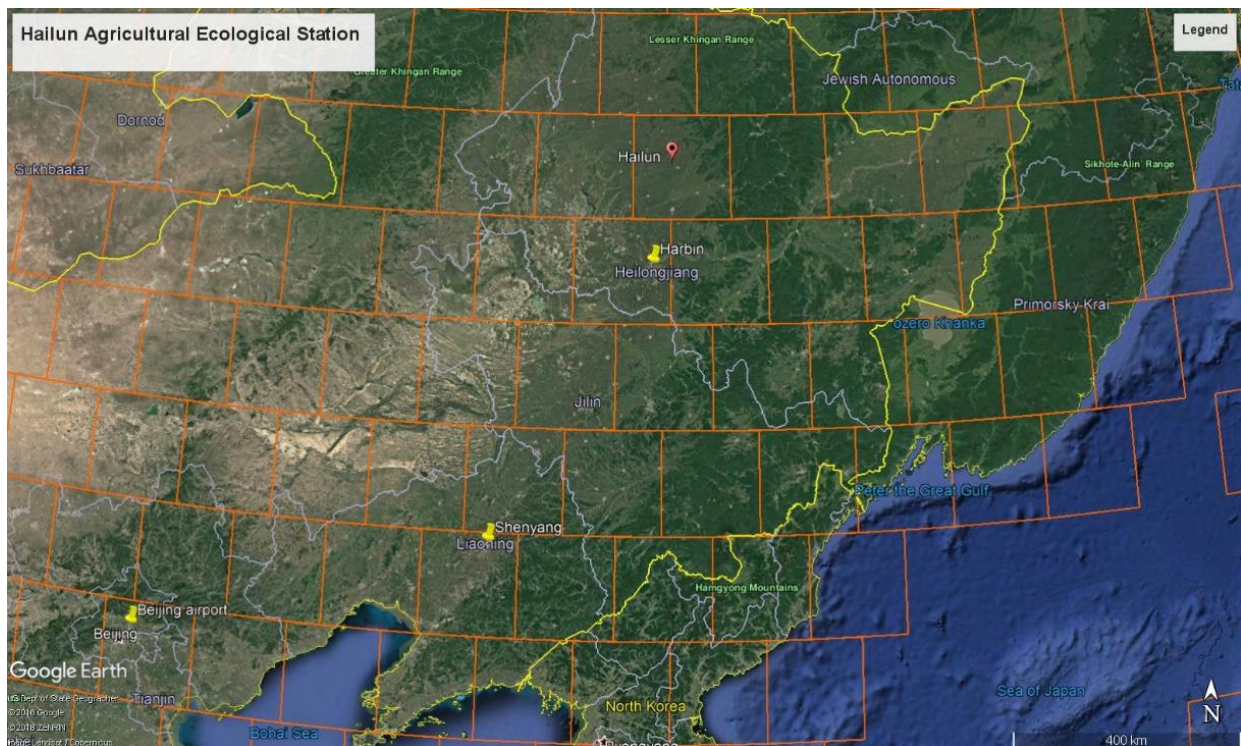 Hailun Agricultural Ecological Station
Legend
Lesser Khingan Range
Greater Khingan Range
Jewish Autonomous
Dornod
Sukhbaatar
Hailun
Sikhote-Alin Range
Harbin
Heilongjiang
Primorsky Krai
ozero Khanka
Jilin
Peter the Great Gulf
Shenyang
Liaoning
Hamgyong Mountains
Beijing airport
Beijing
Google Earth
Tianjin
Sea of Japan
North Korea
N
Bohai Sea
400 km